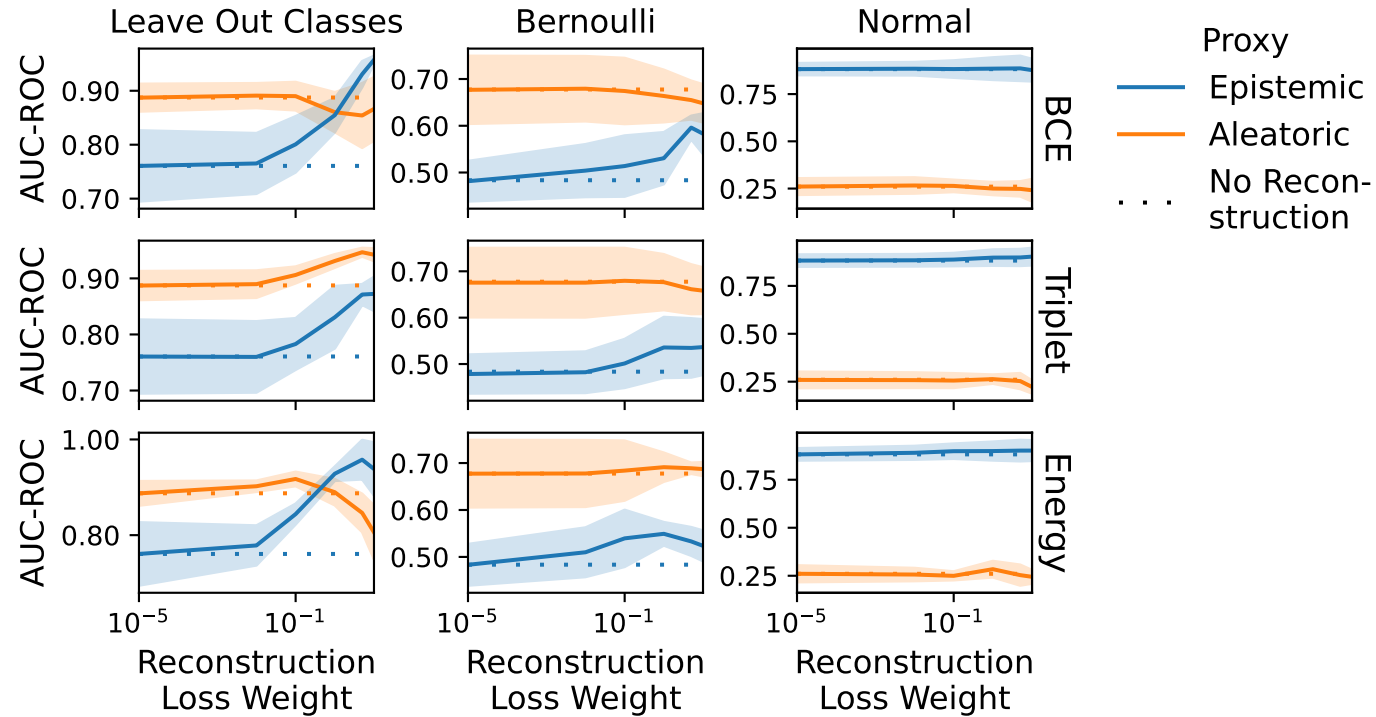 Leave Out Classes
Bernoulli
Normal
AUC-ROC
0.90
0.80
0.70
0.70
0.60
0.50
0.75
0.25
BCE
AUC-ROC
0.90
0.80
0.70
0.70
0.60
0.50
0.75
0.50
0.25
Triplet
AUC-ROC
1.00
0.80
0.70
0.60
0.50
0.75
0.50
0.25
Energy
10⁻⁵
10⁻¹
10⁻⁵
10⁻¹
10⁻⁵
10⁻¹
Reconstruction
Loss Weight
Reconstruction
Loss Weight
Reconstruction
Loss Weight
Proxy
Epistemic
Aleatoric
No Recon-
struction